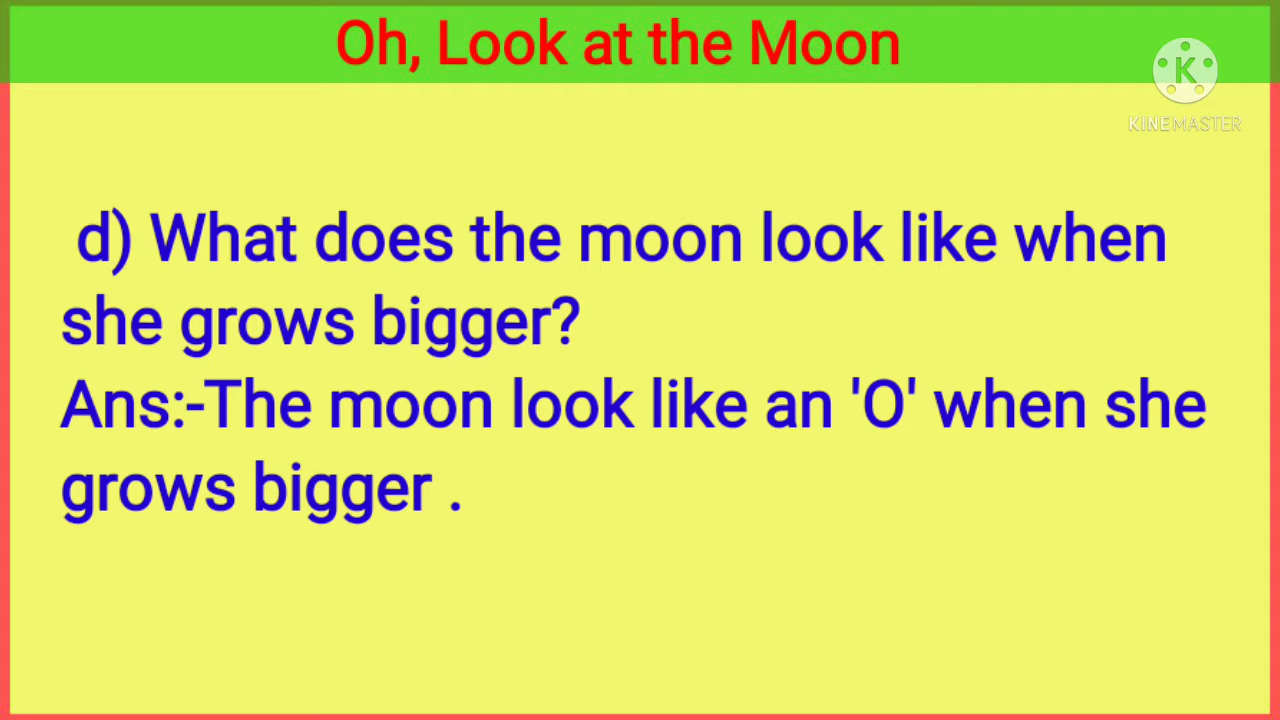 Oh, Look at the Moon
K
KINEMASTER
d) What does the moon look like when
she grows bigger?
Ans:-The moon look like an 'O' when she
grows bigger .